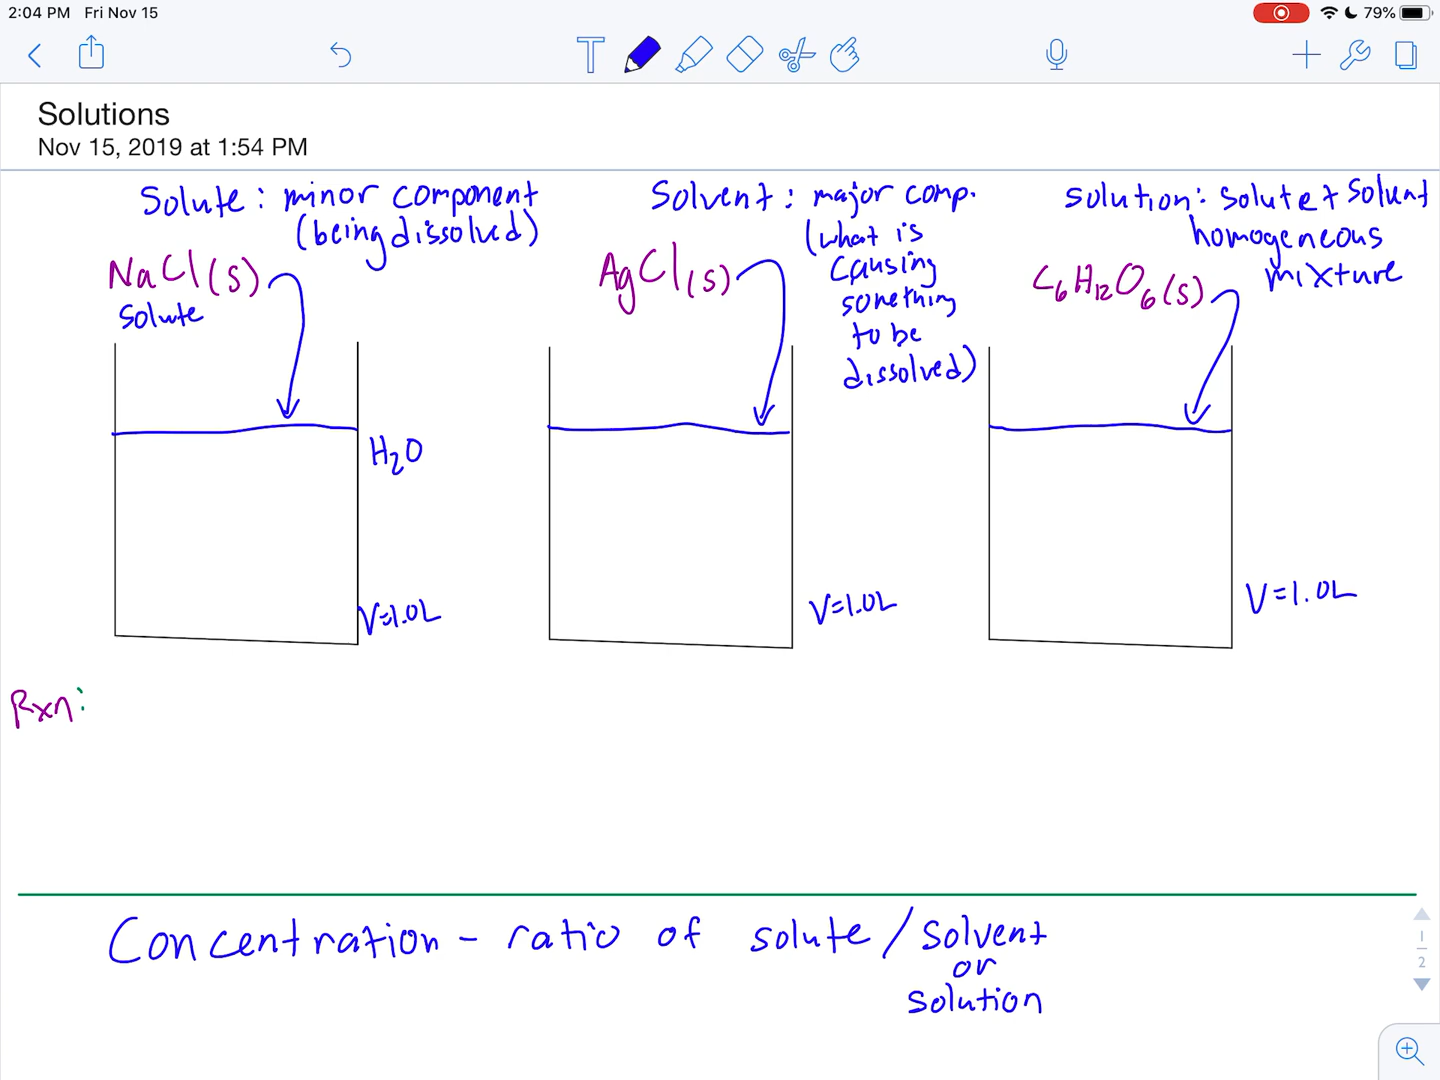 2:04 PM Fri Nov 15
79%
T
Solutions
Nov 15, 2019 at 1:54 PM
Solute: minor component
(being dissolved)
Solvent: major comp.
(what is
causing
something
to be
dissolved)
Solution: Solute + Solvent
homogeneous
mixture
NaCl(s)
Solute
AgCl(s)
C6H12O6(s)
H2O
V=1.0L
V=1.0L
V=1.0L
Rxn:
Concentration - ratio of solute/solvent
or
solution
1
2